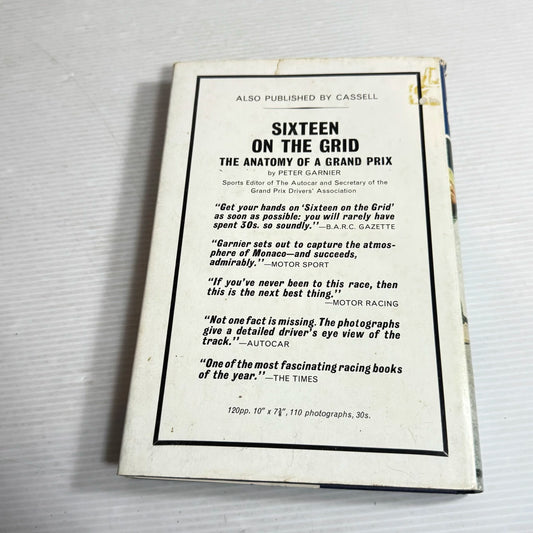 ALSO PUBLISHED BY CASSELL
SIXTEEN
ON THE GRID
THE ANATOMY OF A GRAND PRIX
by PETER GARNIER
Sports Editor of The Autocar and Secretary of the
Grand Prix Drivers' Association
"Get your hands on 'Sixteen on the Grid'
as soon as possible: you will rarely have
spent 30s. so soundly."—B.A.R.C. GAZETTE
"Garnier sets out to capture the atmos-
phere of Monaco—and succeeds,
admirably."—MOTOR SPORT
"If you've never been to this race, then
this is the next best thing."
—MOTOR RACING
"Not one fact is missing. The photographs
give a detailed driver's eye view of the
track."—AUTOCAR
"One of the most fascinating racing books
of the year."—THE TIMES
120pp. 10" x 7⅞", 110 photographs, 30s.